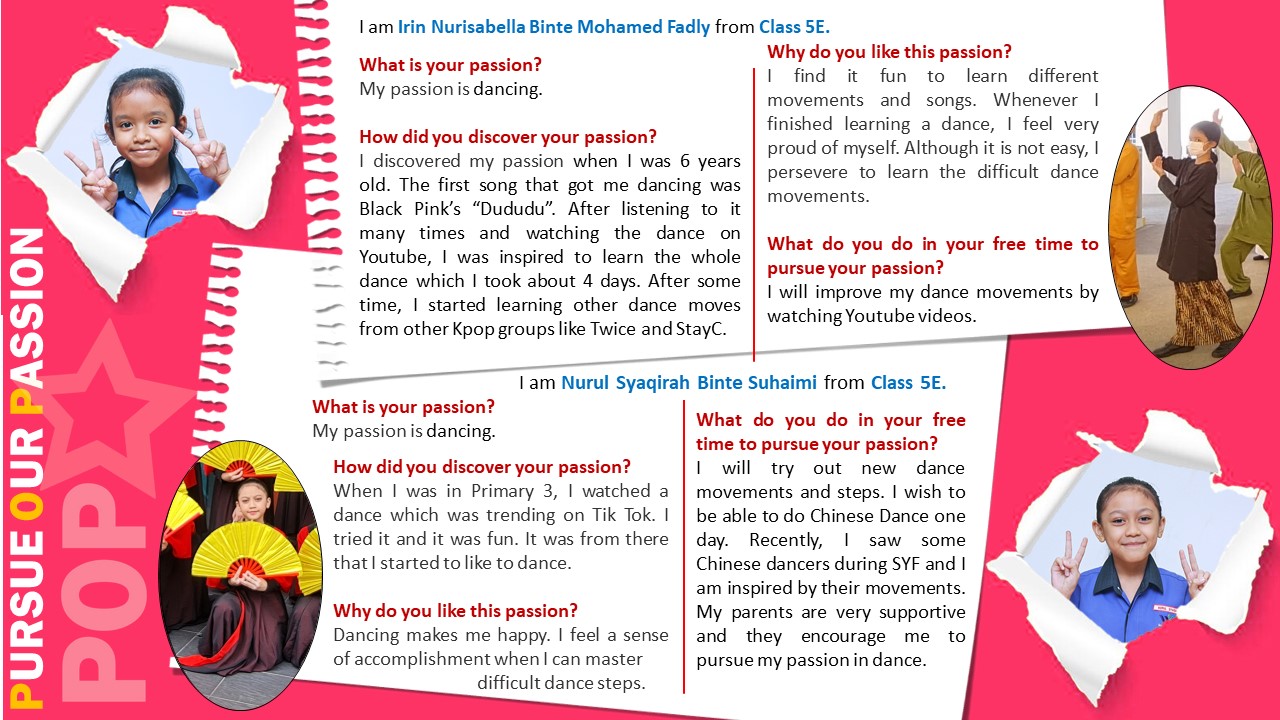 PURSUE OUR PASSION
POP
I am Irin Nurisabella Binte Mohamed Fadly from Class 5E.
What is your passion?
My passion is dancing.
How did you discover your passion?
I discovered my passion when I was 6 years
old. The first song that got me dancing was
Black Pink's “Dududu”. After listening to it
many times and watching the dance on
Youtube, I was inspired to learn the whole
dance which I took about 4 days. After some
time, I started learning other dance moves
from other Kpop groups like Twice and StayC.
Why do you like this passion?
I find it fun to learn different
movements and songs. Whenever I
finished learning a dance, I feel very
proud of myself. Although it is not easy, I
persevere to learn the difficult dance
movements.
What do you do in your free time to
pursue your passion?
I will improve my dance movements by
watching Youtube videos.
I am Nurul Syaqirah Binte Suhaimi from Class 5E.
What is your passion?
My passion is dancing.
How did you discover your passion?
When I was in Primary 3, I watched a
dance which was trending on Tik Tok. I
tried it and it was fun. It was from there
that I started to like to dance.
Why do you like this passion?
Dancing makes me happy. I feel a sense
of accomplishment when I can master
difficult dance steps.
What do you do in your free
time to pursue your passion?
I will try out new dance
movements and steps. I wish to
be able to do Chinese Dance one
day. Recently, I saw some
Chinese dancers during SYF and I
am inspired by their movements.
My parents are very supportive
and they encourage me to
pursue my passion in dance.